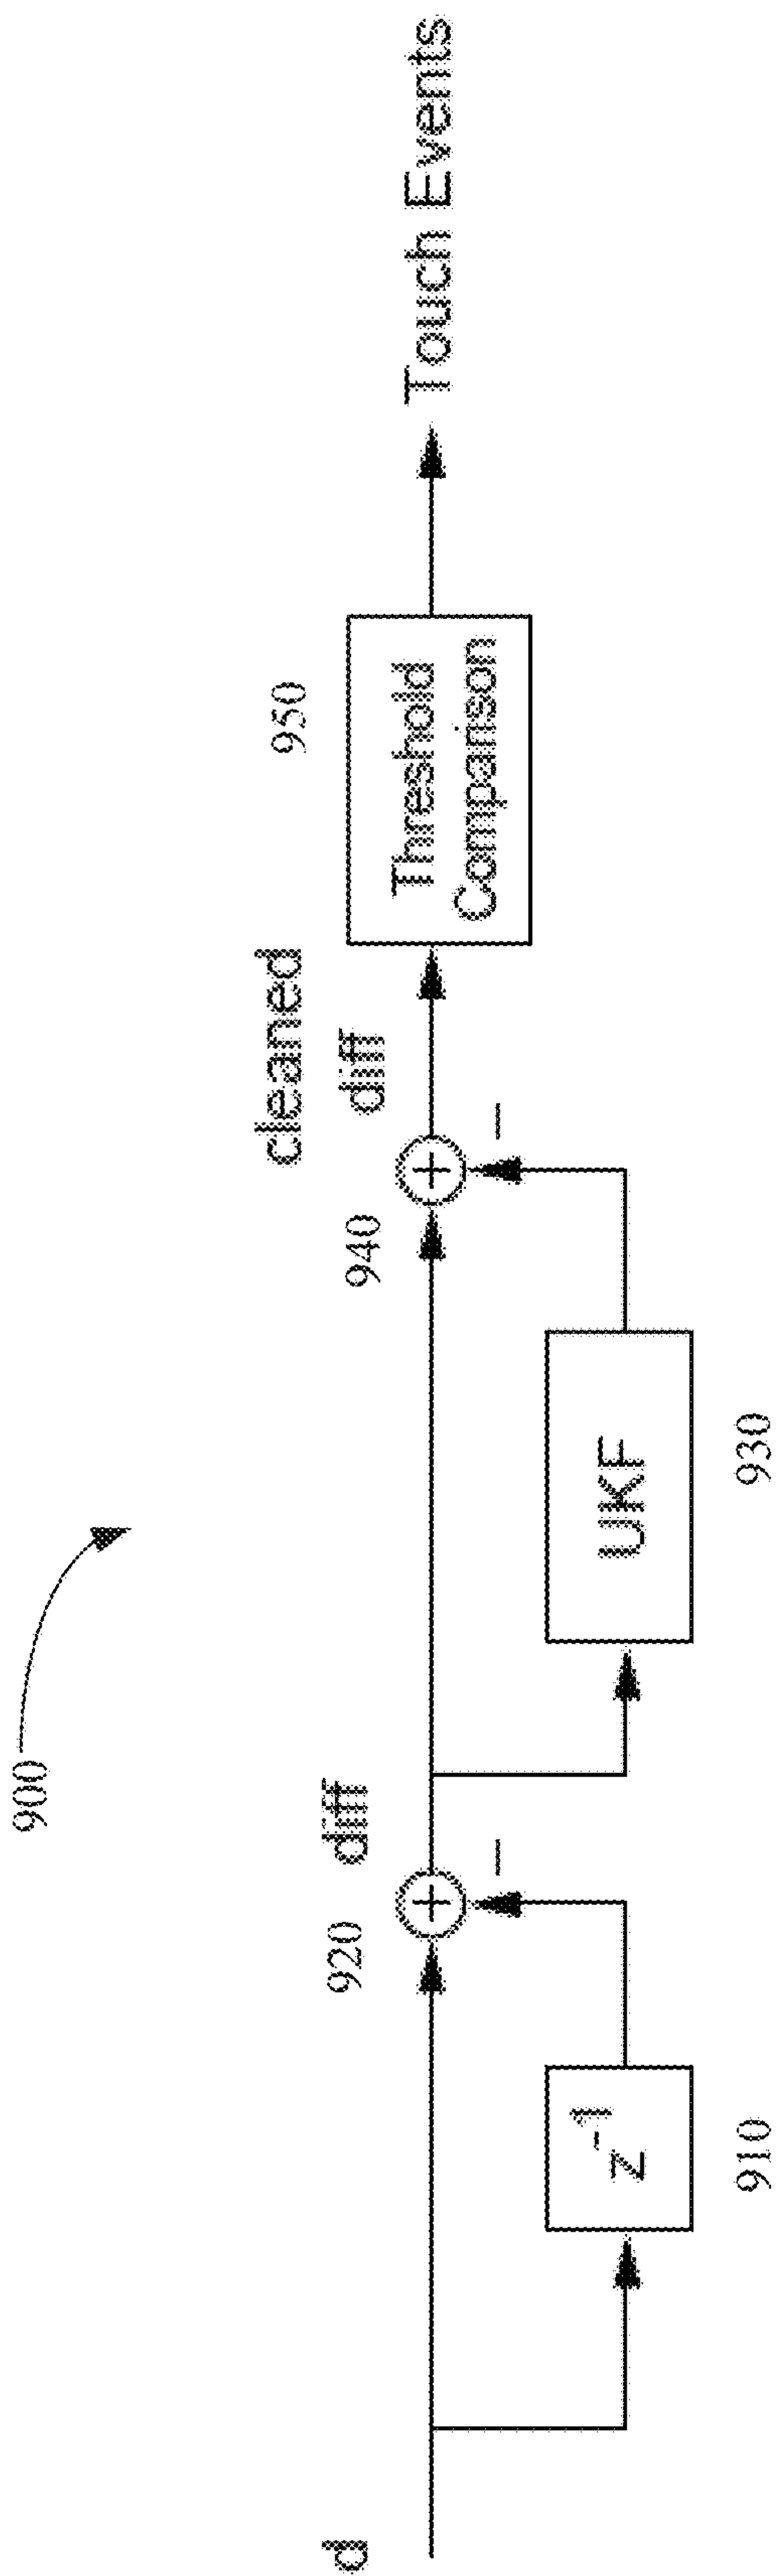 900
d
z-1
910
920
diff
UKF
930
940
cleaned
diff
950
Threshold
Comparison
Touch Events